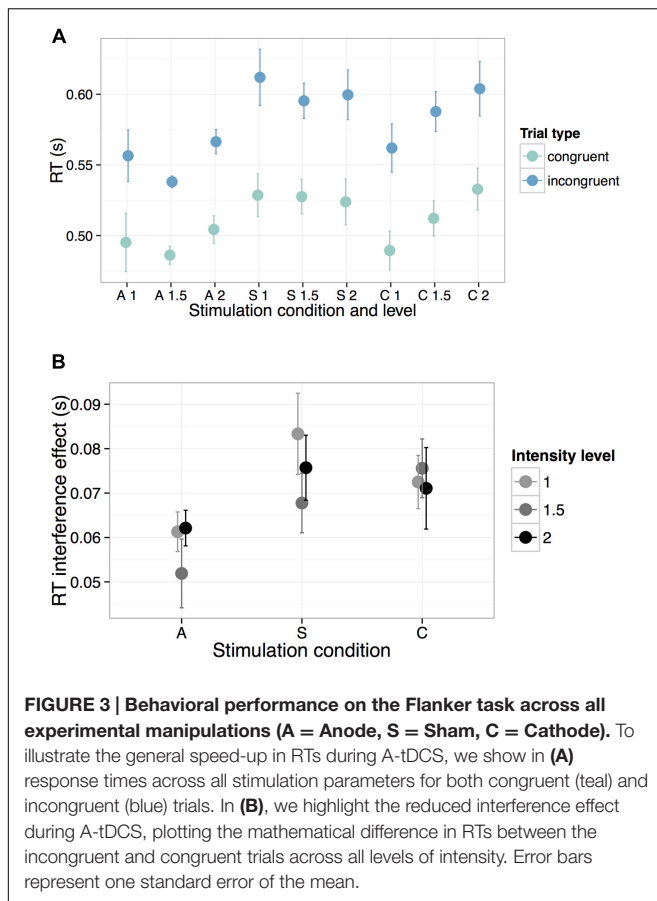 A
RT (s)
0.60
0.55
0.50
A 1
A 1.5
A 2
S 1
S 1.5
S 2
C 1
C 1.5
C 2
Stimulation condition and level
Trial type
congruent
incongruent
B
RT interference effect (s)
0.09
0.08
0.07
0.06
0.05
A
S
C
Stimulation condition
Intensity level
1
1.5
2
FIGURE 3 | Behavioral performance on the Flanker task across all
experimental manipulations (A = Anode, S = Sham, C = Cathode). To
illustrate the general speed-up in RTs during A-tDCS, we show in (A)
response times across all stimulation parameters for both congruent (teal) and
incongruent (blue) trials. In (B), we highlight the reduced interference effect
during A-tDCS, plotting the mathematical difference in RTs between the
incongruent and congruent trials across all levels of intensity. Error bars
represent one standard error of the mean.